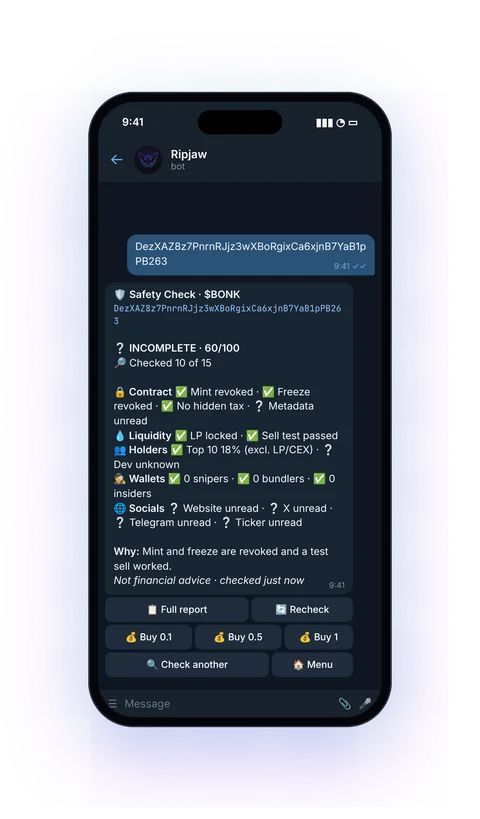 9:41
Ripjaw
bot
DezXAZ8z7PnrnRJjz3wXBoRgixCa6xjnB7YaB1p
PB263
9:41
Safety Check · $BONK
DezXAZ8z7PnrnRJjz3wXBoRgixCa6xjnB7YaB1pPB26
3
❔ INCOMPLETE · 60/100
🔎 Checked 10 of 15
🔒 Contract ✅ Mint revoked · ✅ Freeze
revoked · ✅ No hidden tax · ❔ Metadata
unread
💧 Liquidity ✅ LP locked · ✅ Sell test passed
👥 Holders ✅ Top 10 18% (excl. LP/CEX) · ❔
Dev unknown
🕵️ Wallets ✅ 0 snipers · ✅ 0 bundlers · ✅ 0
insiders
🌐 Socials ❔ Website unread · ❔ X unread ·
❔ Telegram unread · ❔ Ticker unread
Why: Mint and freeze are revoked and a test
sell worked.
Not financial advice · checked just now
9:41
📋 Full report
🔄 Recheck
💰 Buy 0.1
💰 Buy 0.5
💰 Buy 1
🔍 Check another
🏠 Menu
Message